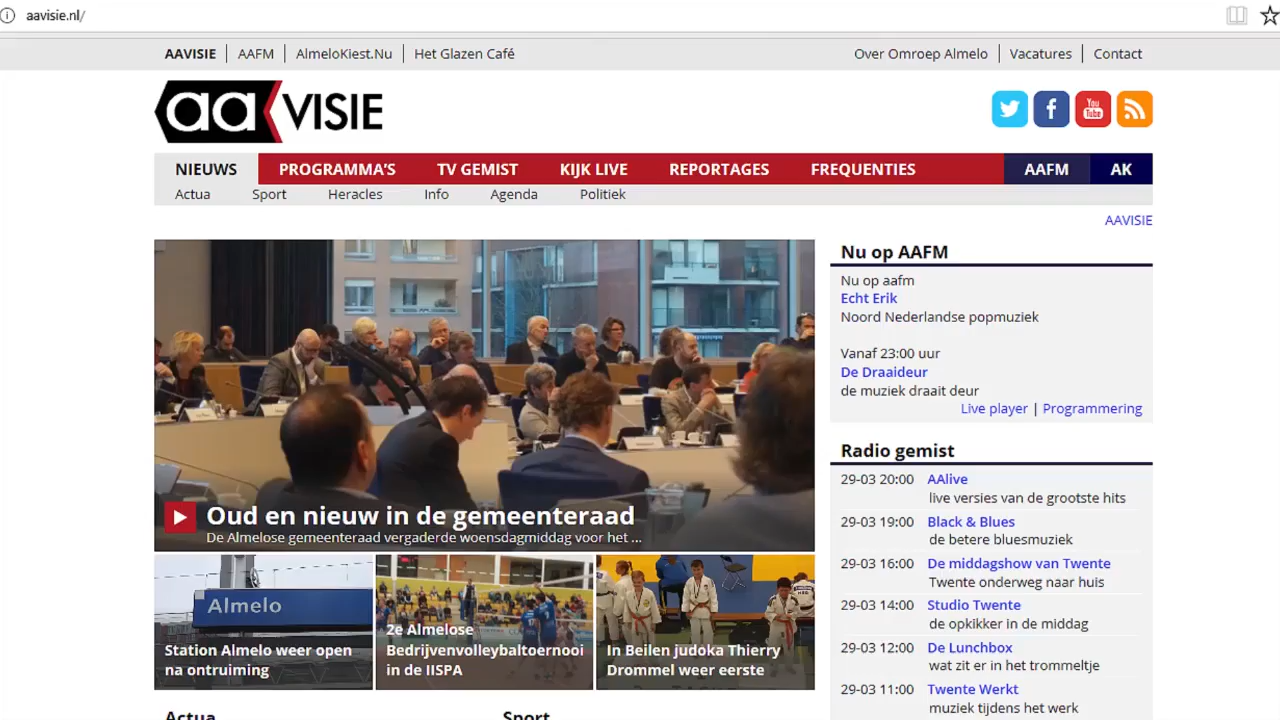 aavisie.nl/
AAVISIE | AAFM | AlmeloKiest.Nu | Het Glazen Café
Over Omroep Almelo | Vacatures | Contact
aa VISIE
You Tube
NIEUWS PROGRAMMA'S TV GEMIST KIJK LIVE REPORTAGES FREQUENTIES AAFM AK
Actua Sport Heracles Info Agenda Politiek
AAVISIE
Oud en nieuw in de gemeenteraad
De Almelose gemeenteraad vergaderde woensdagmiddag voor het ...
Almelo
Station Almelo weer open
na ontruiming
2e Almelose
Bedrijvenvolleybaltoernooi
in de IISPA
In Beilen judoka Thierry
Drommel weer eerste
Actua
Sport
Nu op AAFM
Nu op aafm
Echt Erik
Noord Nederlandse popmuziek
Vanaf 23:00 uur
De Draaideur
de muziek draait deur
Live player | Programmering
Radio gemist
29-03 20:00 AAlive
live versies van de grootste hits
29-03 19:00 Black & Blues
de betere bluesmuziek
29-03 16:00 De middagshow van Twente
Twente onderweg naar huis
29-03 14:00 Studio Twente
de opkikker in de middag
29-03 12:00 De Lunchbox
wat zit er in het trommeltje
29-03 11:00 Twente Werkt
muziek tijdens het werk